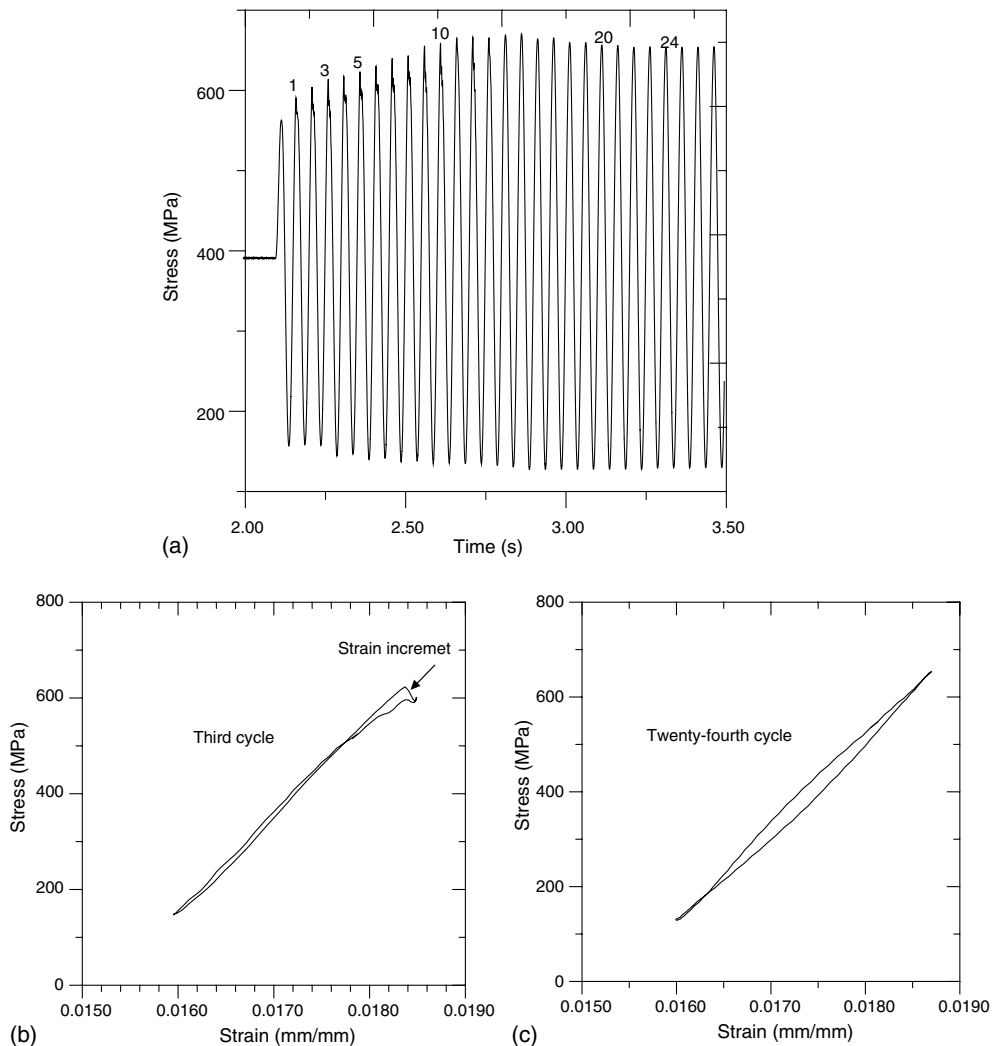 1
3
5
10
20
24
600
400
200
Stress (MPa)
2.00
2.50
3.00
3.50
Time (s)
(a)
800
600
400
200
0
Stress (MPa)
Strain incremet
Third cycle
0.0150
0.0160
0.0170
0.0180
0.0190
Strain (mm/mm)
(b)
800
600
400
200
0
Stress (MPa)
Twenty-fourth cycle
0.0150
0.0160
0.0170
0.0180
0.0190
Strain (mm/mm)
(c)